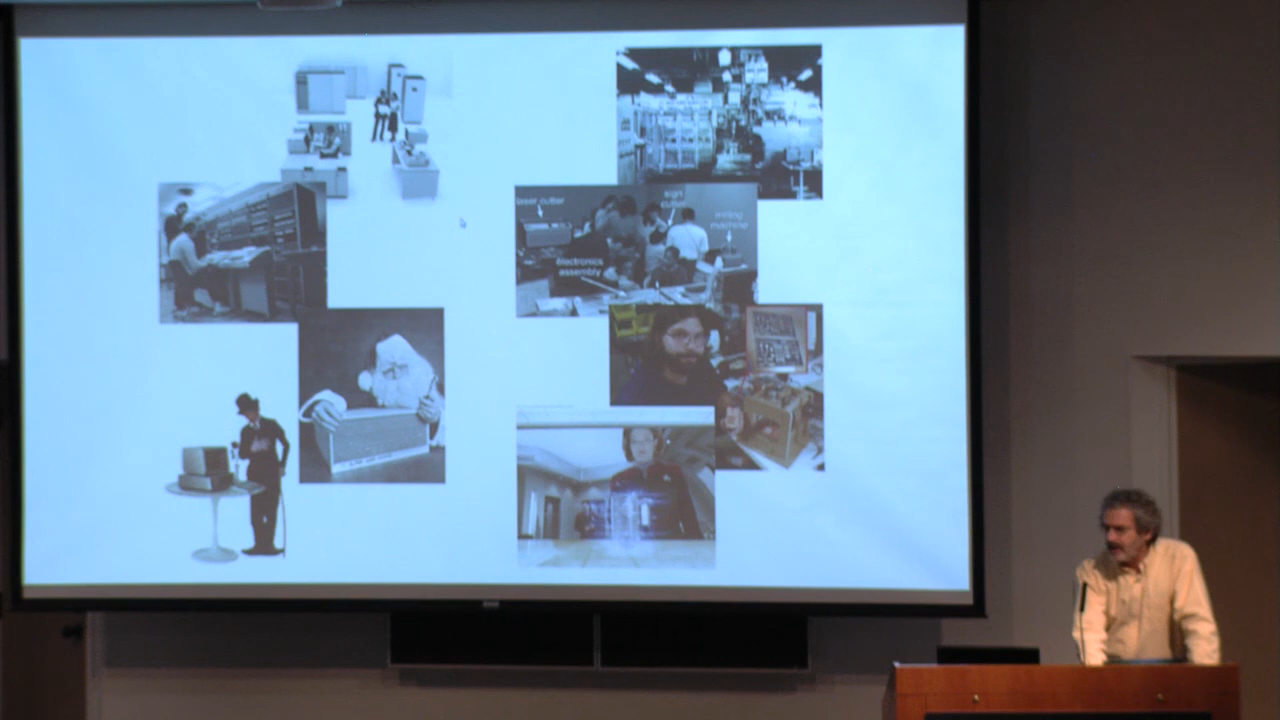 laser cutter
sign
cutter
milling
machine
electronics
assembly